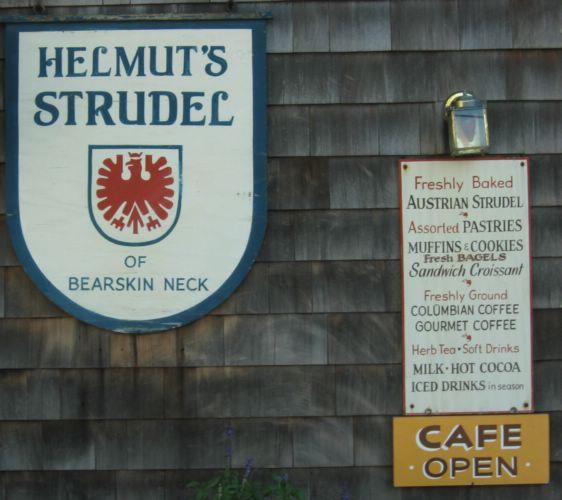 HELMUT'S
STRUDEL
OF
BEARSKIN NECK
Freshly Baked
AUSTRIAN STRUDEL
Assorted PASTRIES
MUFFINS & COOKIES
Fresh BAGELS
Sandwich Croissant
Freshly Ground
COLUMBIAN COFFEE
GOURMET COFFEE
Herb Tea • Soft Drinks
MILK • HOT COCOA
ICED DRINKS in season
CAFE
• OPEN •